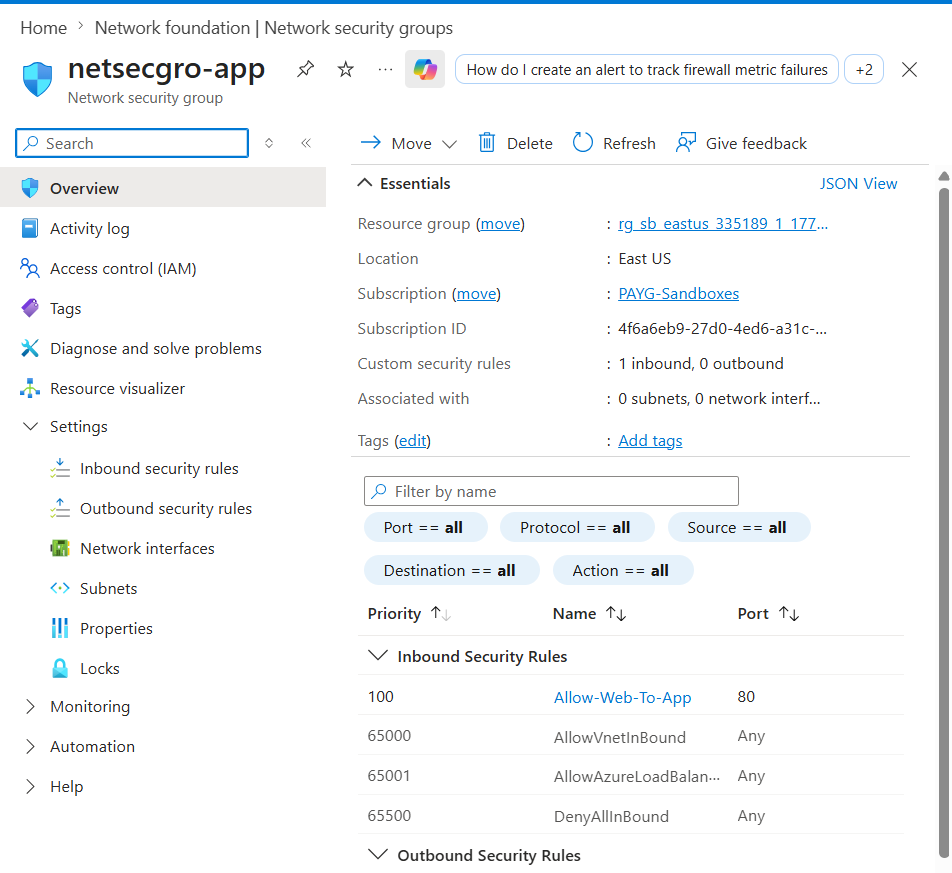 Home > Network foundation | Network security groups
netsecgro-app
Network security group
How do I create an alert to track firewall metric failures
+2
Search
Overview
Activity log
Access control (IAM)
Tags
Diagnose and solve problems
Resource visualizer
Settings
Inbound security rules
Outbound security rules
Network interfaces
Subnets
Properties
Locks
Monitoring
Automation
Help
Move Delete Refresh Give feedback
Essentials JSON View
Resource group (move) : rg_sb_eastus_335189_1_177...
Location : East US
Subscription (move) : PAYG-Sandboxes
Subscription ID : 4f6a6eb9-27d0-4ed6-a31c-...
Custom security rules : 1 inbound, 0 outbound
Associated with : 0 subnets, 0 network interf...
Tags (edit) : Add tags
Filter by name
Port == all Protocol == all Source == all
Destination == all Action == all
Priority Name Port
Inbound Security Rules
100 Allow-Web-To-App 80
65000 AllowVnetInBound Any
65001 AllowAzureLoadBalan... Any
65500 DenyAllInBound Any
Outbound Security Rules